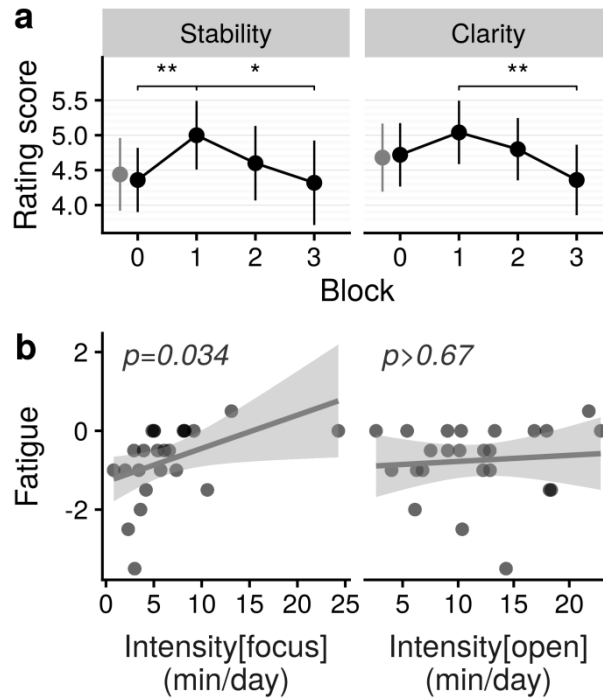 a
Stability
Clarity
** *
**
Rating score
5.5
5.0
4.5
4.0
0 1 2 3
0 1 2 3
Block
b
p=0.034
p>0.67
Fatigue
2
0
-2
0 5 10 15 20 25
5 10 15 20
Intensity[focus]
(min/day)
Intensity[open]
(min/day)